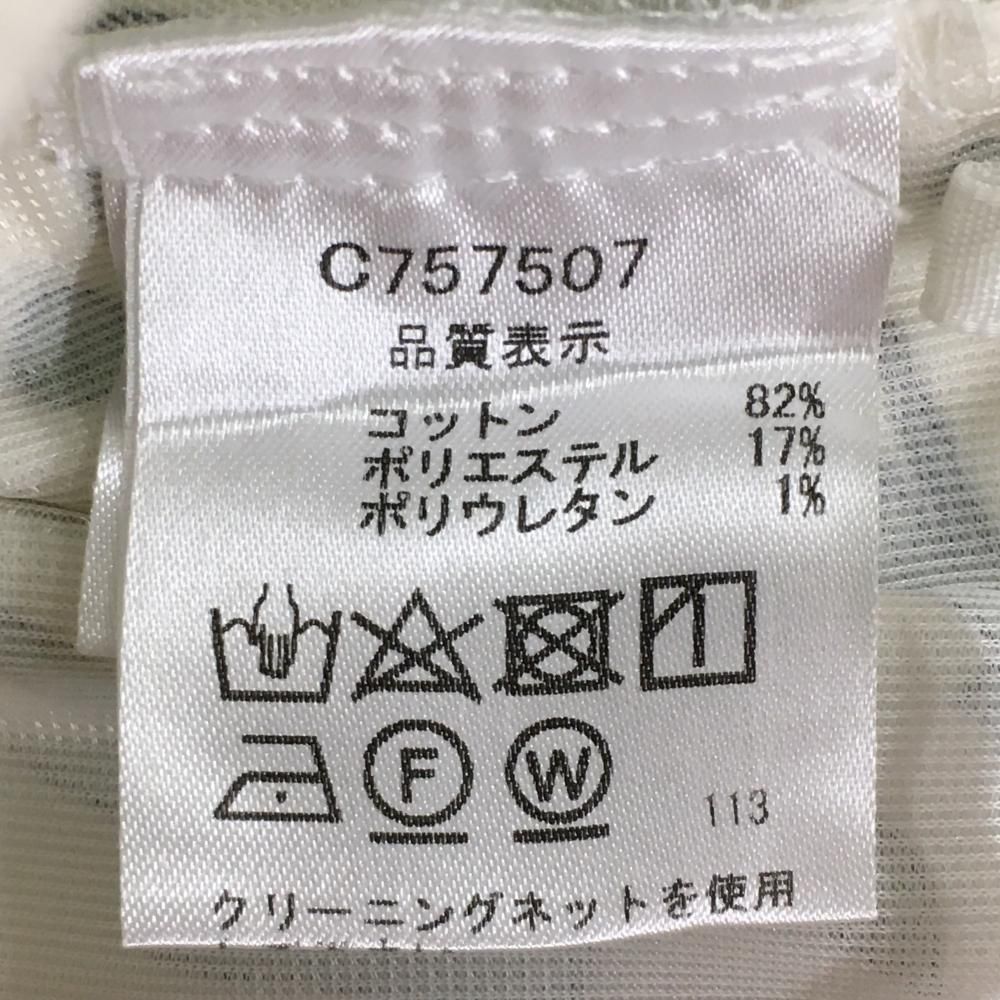 C757507
品質表示
コットン 82%
ポリエステル 17%
ポリウレタン 1%
F W
113
クリーニングネットを使用